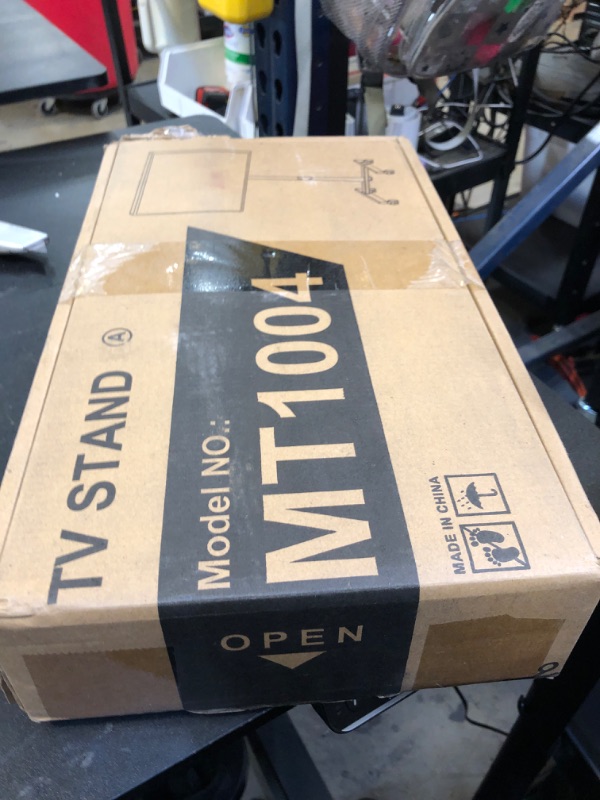 TV STAND Ⓐ
Model NO.:
MT1004
MADE IN CHINA
OPEN